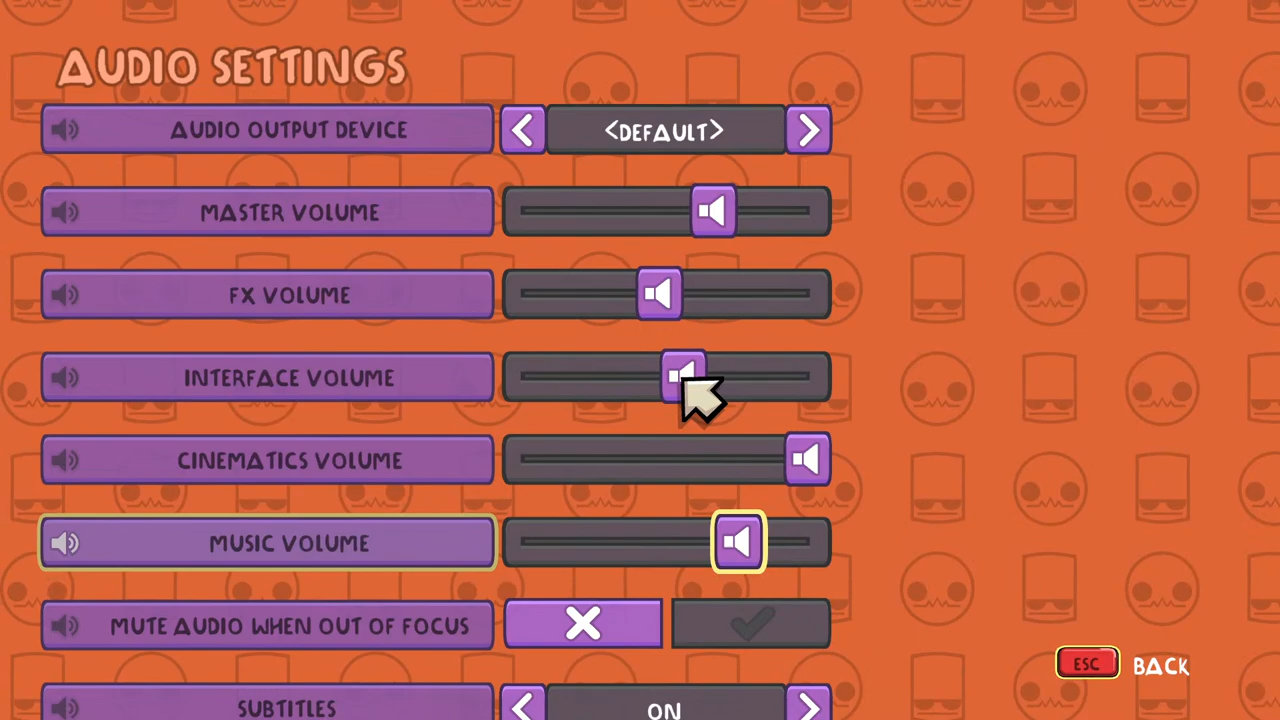 AUDIO SETTINGS
AUDIO OUTPUT DEVICE
<DEFAULT>
MASTER VOLUME
FX VOLUME
INTERFACE VOLUME
CINEMATICS VOLUME
MUSIC VOLUME
MUTE AUDIO WHEN OUT OF FOCUS
ESC BACK
SUBTITLES
ON